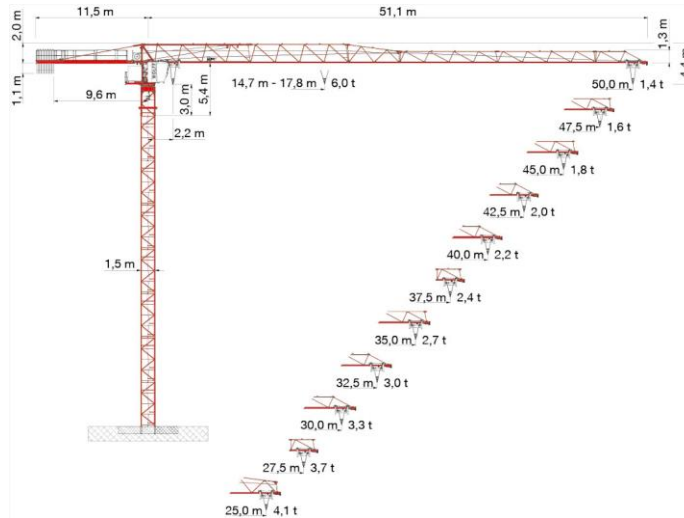 11,5 m
51,1 m
2,0 m
1,3 m
1,1 m
9,6 m
3,0 m
5,4 m
2,2 m
14,7 m - 17,8 m 6,0 t
50,0 m 1,4 t
47,5 m 1,6 t
45,0 m 1,8 t
42,5 m 2,0 t
40,0 m 2,2 t
1,5 m
37,5 m 2,4 t
35,0 m 2,7 t
32,5 m 3,0 t
30,0 m 3,3 t
27,5 m 3,7 t
25,0 m 4,1 t